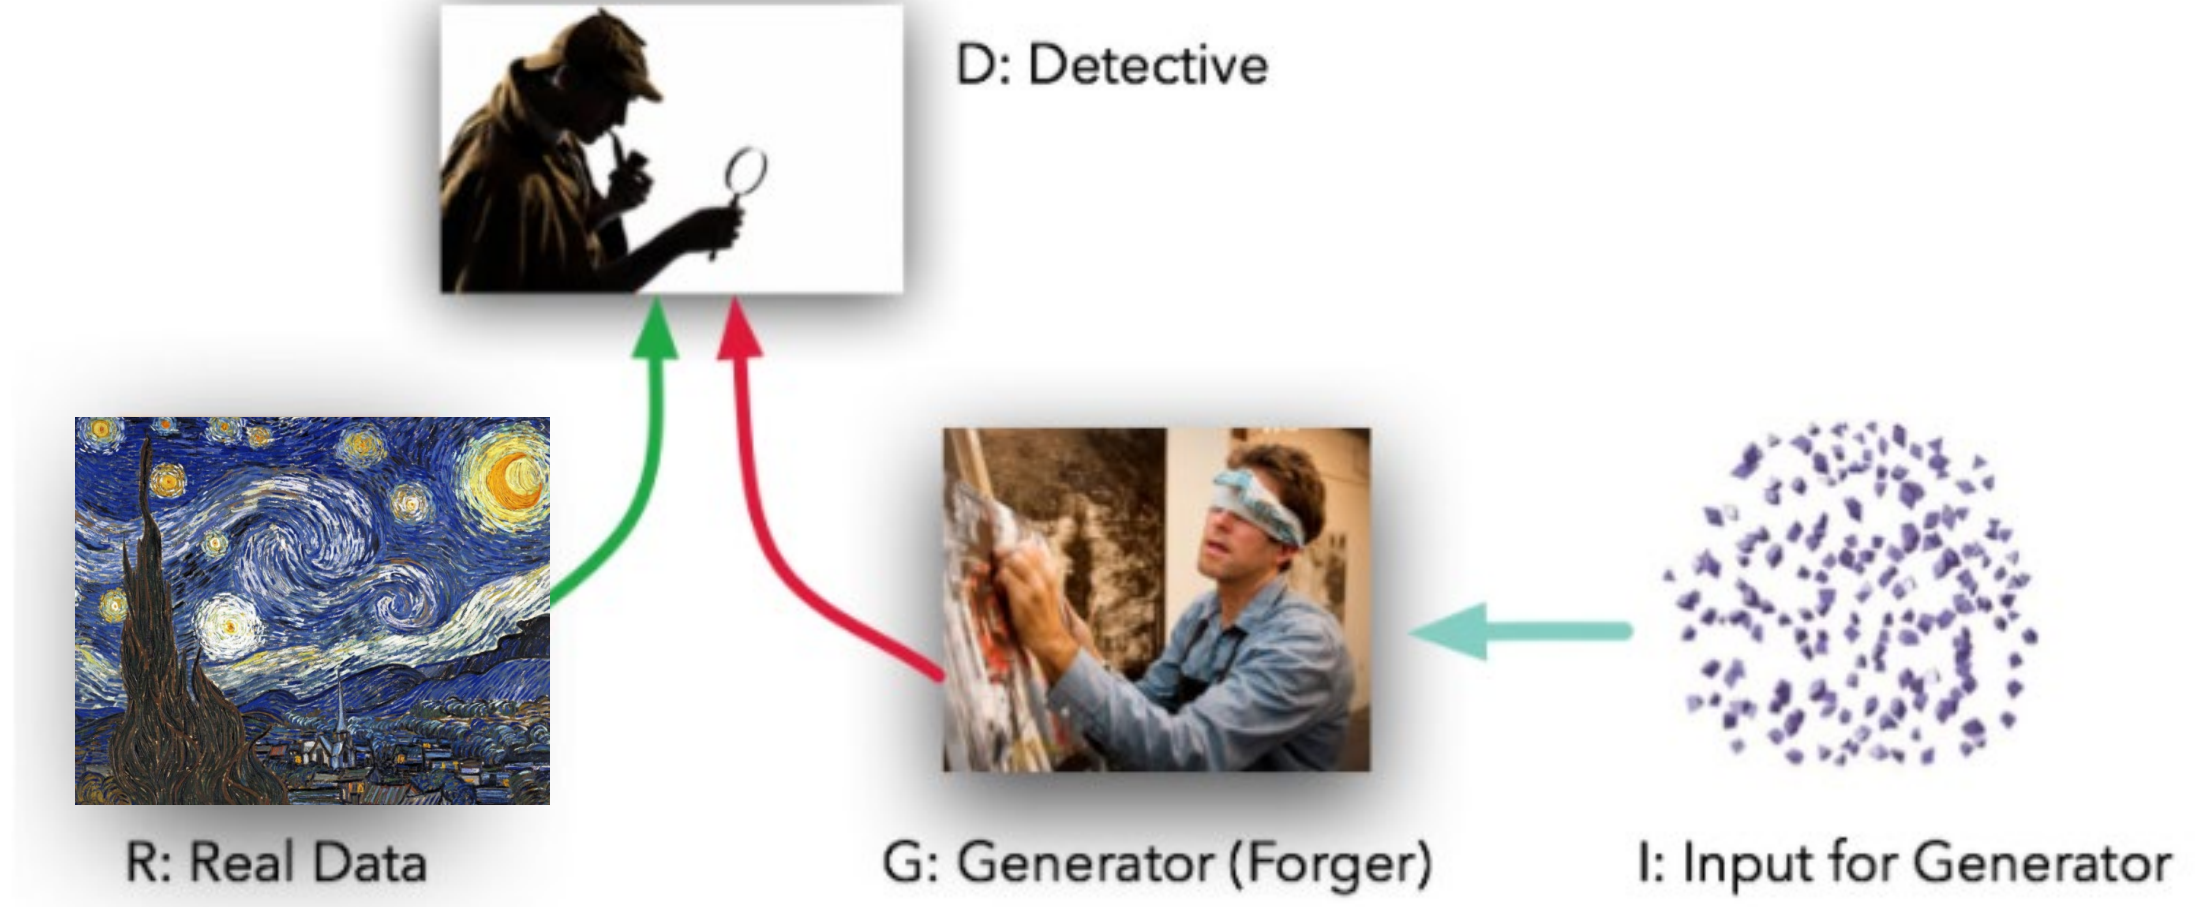 D: Detective
R: Real Data
G: Generator (Forger)
I: Input for Generator